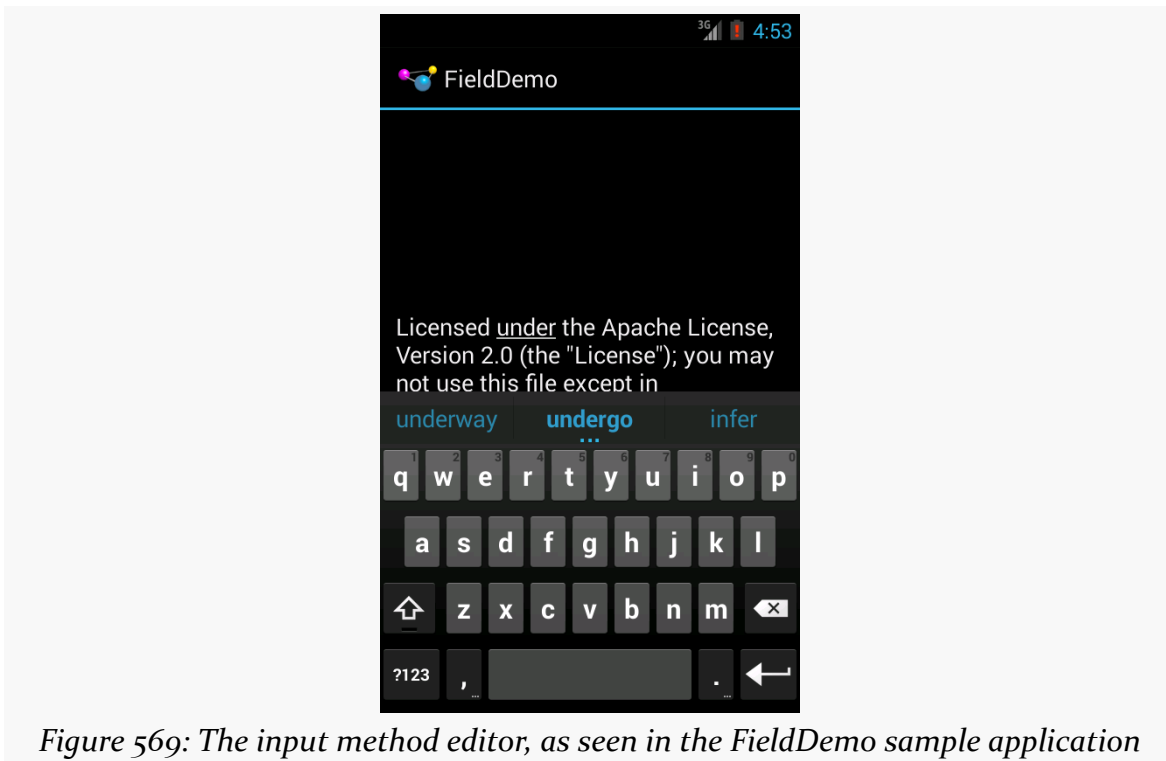 3G 4:53
FieldDemo
Licensed under the Apache License,
Version 2.0 (the "License"); you may
not use this file except in
underway undergo infer
1 2 3 4 5 6 7 8 9 0
q w e r t y u i o p
a s d f g h j k l
z x c v b n m
?123 , ... . ...
Figure 569: The input method editor, as seen in the FieldDemo sample application